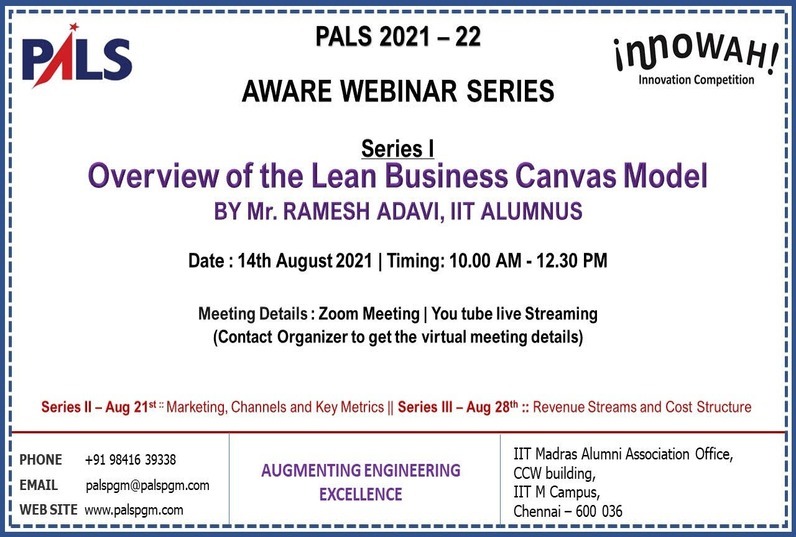 PALS
PALS 2021 – 22
innoWAH!
Innovation Competition
AWARE WEBINAR SERIES
Series I
Overview of the Lean Business Canvas Model
BY Mr. RAMESH ADAVI, IIT ALUMNUS
Date : 14th August 2021 | Timing: 10.00 AM - 12.30 PM
Meeting Details : Zoom Meeting | You tube live Streaming
(Contact Organizer to get the virtual meeting details)
Series II – Aug 21st :: Marketing, Channels and Key Metrics || Series III – Aug 28th :: Revenue Streams and Cost Structure
PHONE +91 98416 39338
EMAIL palspgm@palspgm.com
WEB SITE www.palspgm.com
AUGMENTING ENGINEERING
EXCELLENCE
IIT Madras Alumni Association Office,
CCW building,
IIT M Campus,
Chennai – 600 036